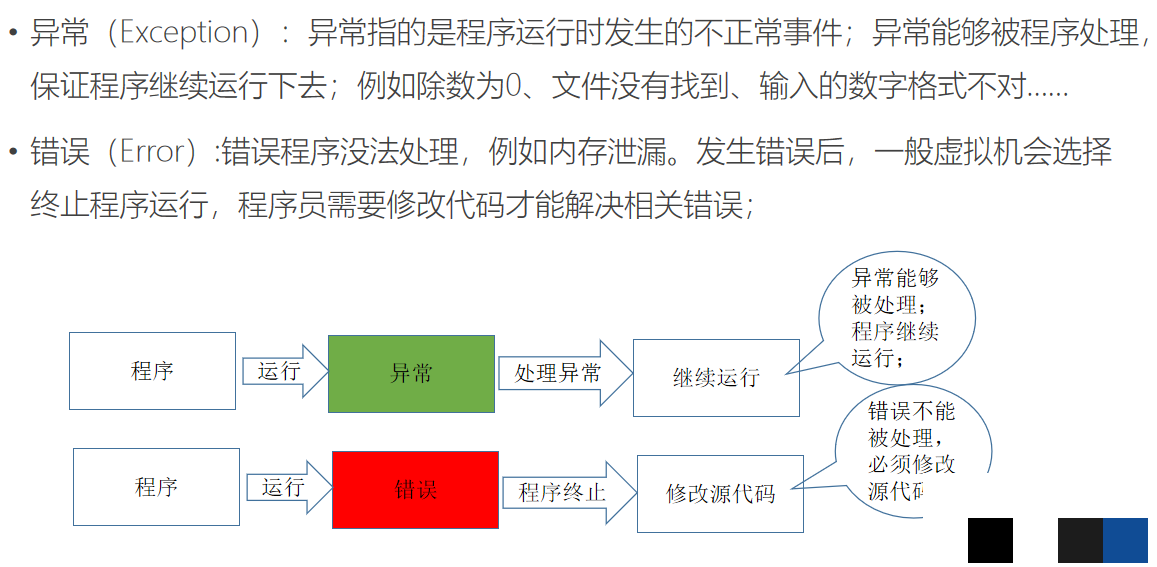 • 异常（Exception）：异常指的是程序运行时发生的不正常事件；异常能够被程序处理，
保证程序继续运行下去；例如除数为0、文件没有找到、输入的数字格式不对……
• 错误（Error）:错误程序没法处理，例如内存泄漏。发生错误后，一般虚拟机会选择
终止程序运行，程序员需要修改代码才能解决相关错误；
异常能够
被处理；
程序继续
运行；
程序
运行
异常
处理异常
继续运行
错误不能
被处理，
必须修改
源代码
程序
运行
错误
程序终止
修改源代码